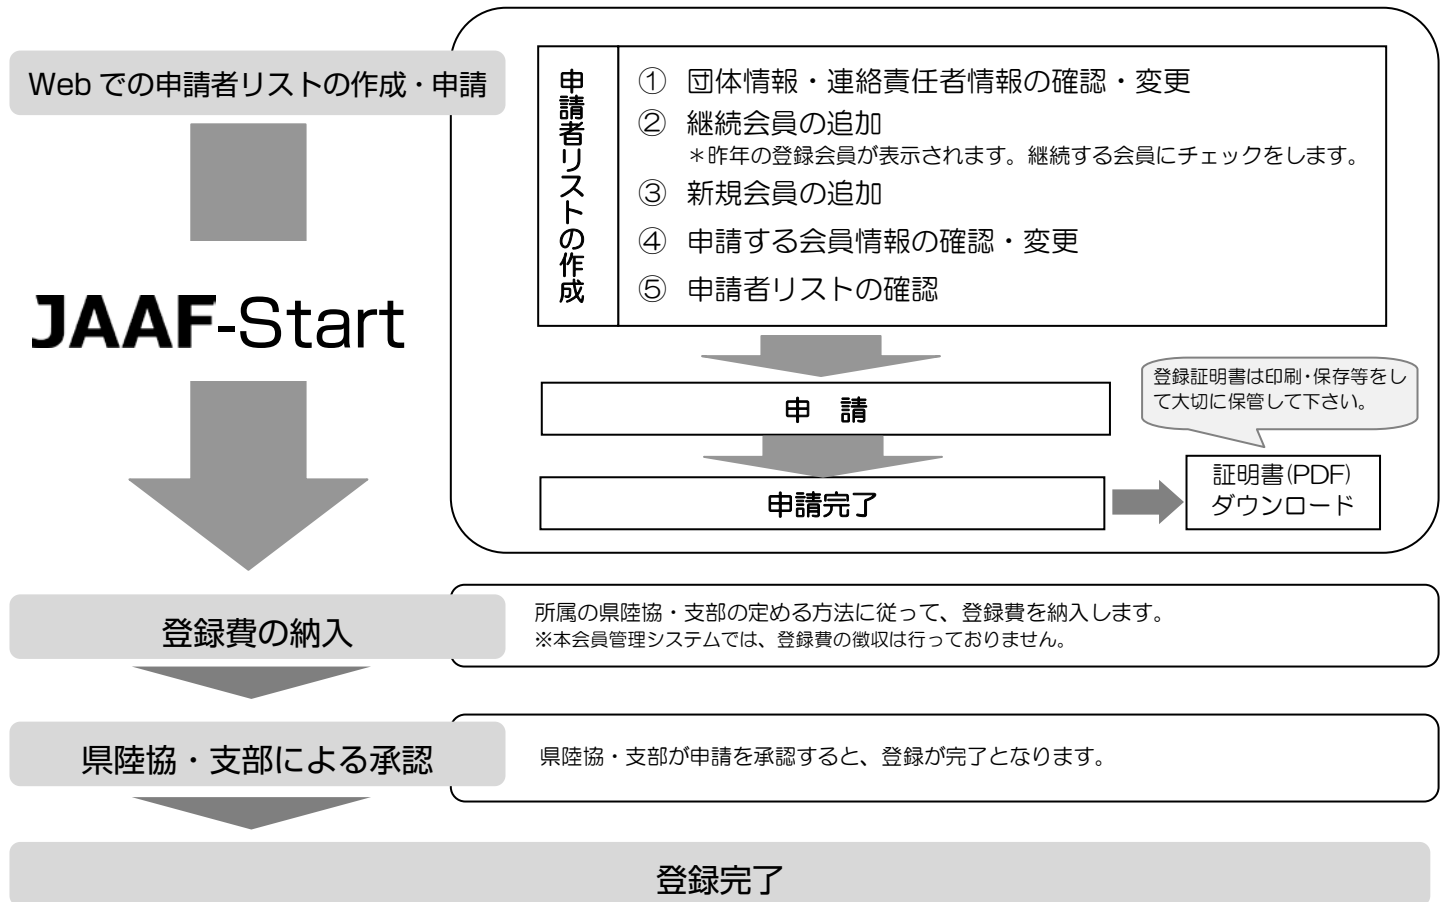 Web での申請者リストの作成・申請
JAAF-Start
申請者リストの作成
① 団体情報・連絡責任者情報の確認・変更
② 継続会員の追加
＊昨年の登録会員が表示されます。継続する会員にチェックをします。
③ 新規会員の追加
④ 申請する会員情報の確認・変更
⑤ 申請者リストの確認
申　請
申請完了
登録証明書は印刷・保存等をし
て大切に保管して下さい。
証明書(PDF)
ダウンロード
登録費の納入
所属の県陸協・支部の定める方法に従って、登録費を納入します。
※本会員管理システムでは、登録費の徴収は行っておりません。
県陸協・支部による承認
県陸協・支部が申請を承認すると、登録が完了となります。
登録完了